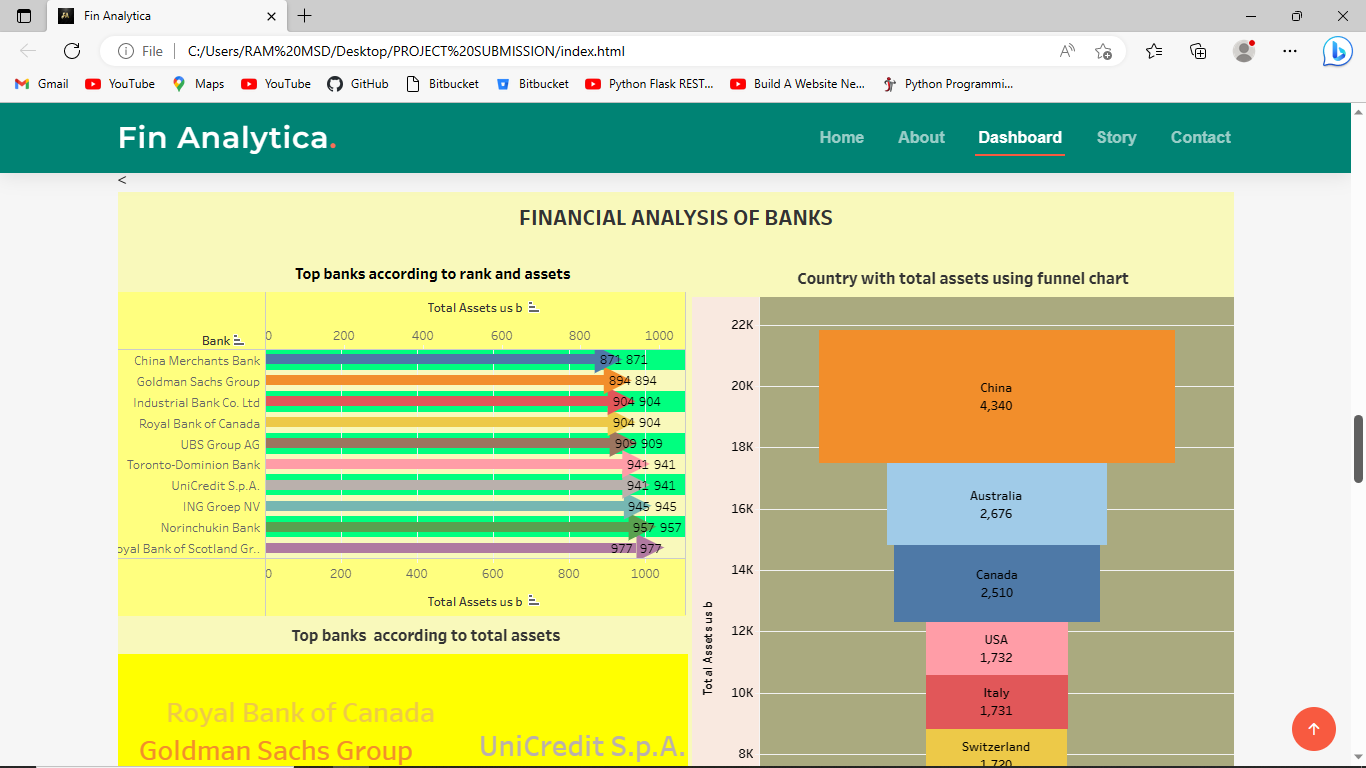 Fin Analytica
File
C:/Users/RAM%20MSD/Desktop/PROJECT%20SUBMISSION/index.html
Gmail YouTube Maps YouTube GitHub Bitbucket Bitbucket Python Flask REST... Build A Website Ne... Python Programmi...
Fin Analytica.
Home About Dashboard Story Contact
<
FINANCIAL ANALYSIS OF BANKS
Top banks according to rank and assets
Total Assets us b
Bank
0 200 400 600 800 1000
China Merchants Bank 871 871
Goldman Sachs Group 894 894
Industrial Bank Co. Ltd 904 904
Royal Bank of Canada 904 904
UBS Group AG 909 909
Toronto-Dominion Bank 941 941
UniCredit S.p.A. 941 941
ING Groep NV 945 945
Norinchukin Bank 957 957
oyal Bank of Scotland Gr.. 977 977
0 200 400 600 800 1000
Total Assets us b
Top banks according to total assets
Royal Bank of Canada
Goldman Sachs Group
UniCredit S.p.A.
Country with total assets using funnel chart
Total Assets us b
22K
20K
18K
16K
14K
12K
10K
8K
China
4,340
Australia
2,676
Canada
2,510
USA
1,732
Italy
1,731
Switzerland
1,720